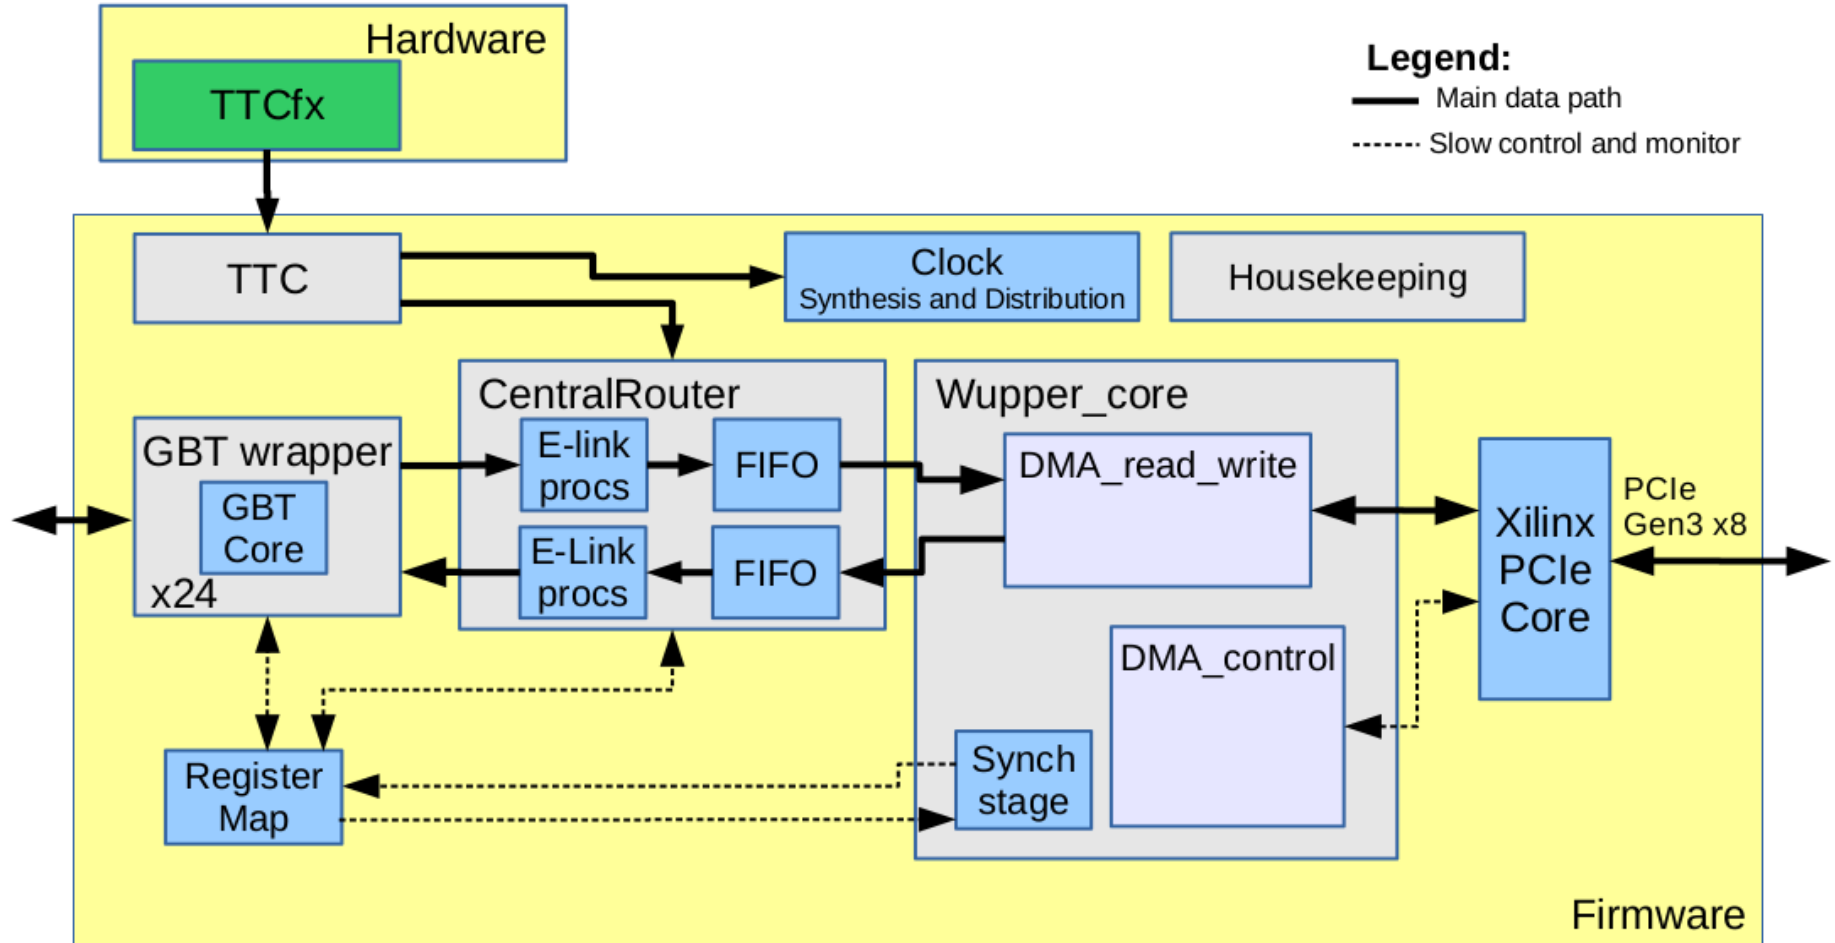 Hardware
TTCfx
Legend:
Main data path
Slow control and monitor
TTC
Clock
Synthesis and Distribution
Housekeeping
CentralRouter
Wupper_core
GBT wrapper
GBT
Core
x24
E-link
procs
FIFO
E-Link
procs
FIFO
DMA_read_write
Xilinx
PCIe
Core
PCIe
Gen3 x8
DMA_control
Synch
stage
Register
Map
Firmware